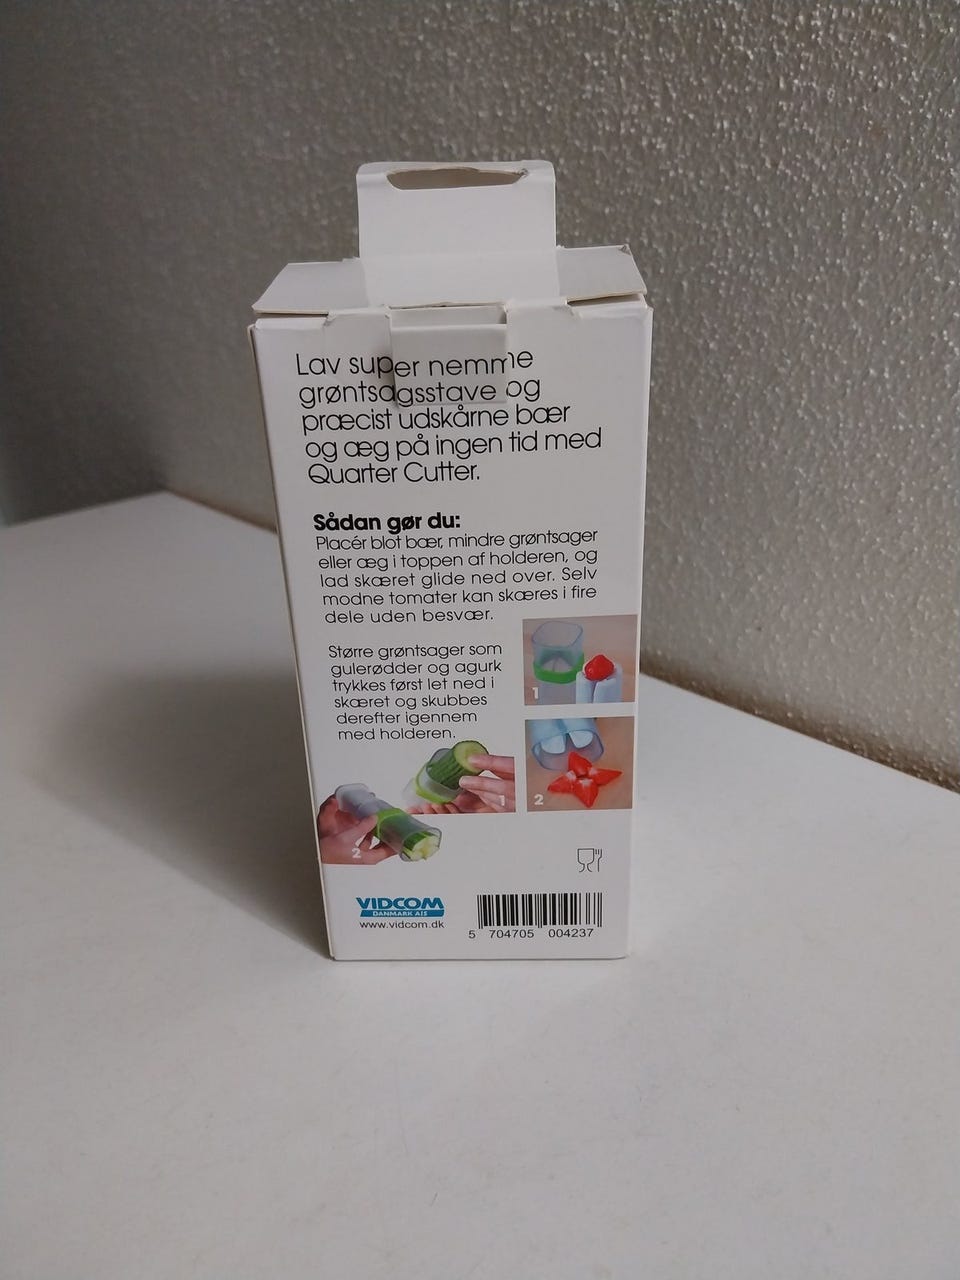 Lav super nemme
grøntsagsstave og
præcist udskårne bær
og æg på ingen tid med
Quarter Cutter.
Sådan gør du:
Placér blot bær, mindre grøntsager
eller æg i toppen af holderen, og
lad skæret glide ned over. Selv
modne tomater kan skæres i fire
dele uden besvær.
Større grøntsager som
gulerødder og agurk
trykkes først let ned i
skæret og skubbes
derefter igennem
med holderen.
1
2
1
2
VIDCOM
DANMARK A/S
www.vidcom.dk
5 704705 004237